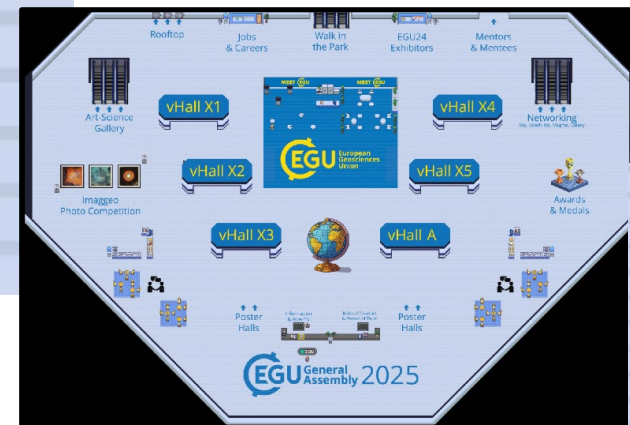 Rooftop
Jobs
& Careers
Walk in
the Park
EGU24
Exhibitors
Mentors
& Mentees
MEET EGU
MEET EGU
vHall X1
vHall X4
Art-Science
Gallery
Networking
EGU European
Geosciences
Union
vHall X2
vHall X5
Imaggeo
Photo Competition
Awards
& Medals
vHall X3
vHall A
Poster
Halls
Poster
Halls
EGU General
Assembly 2025